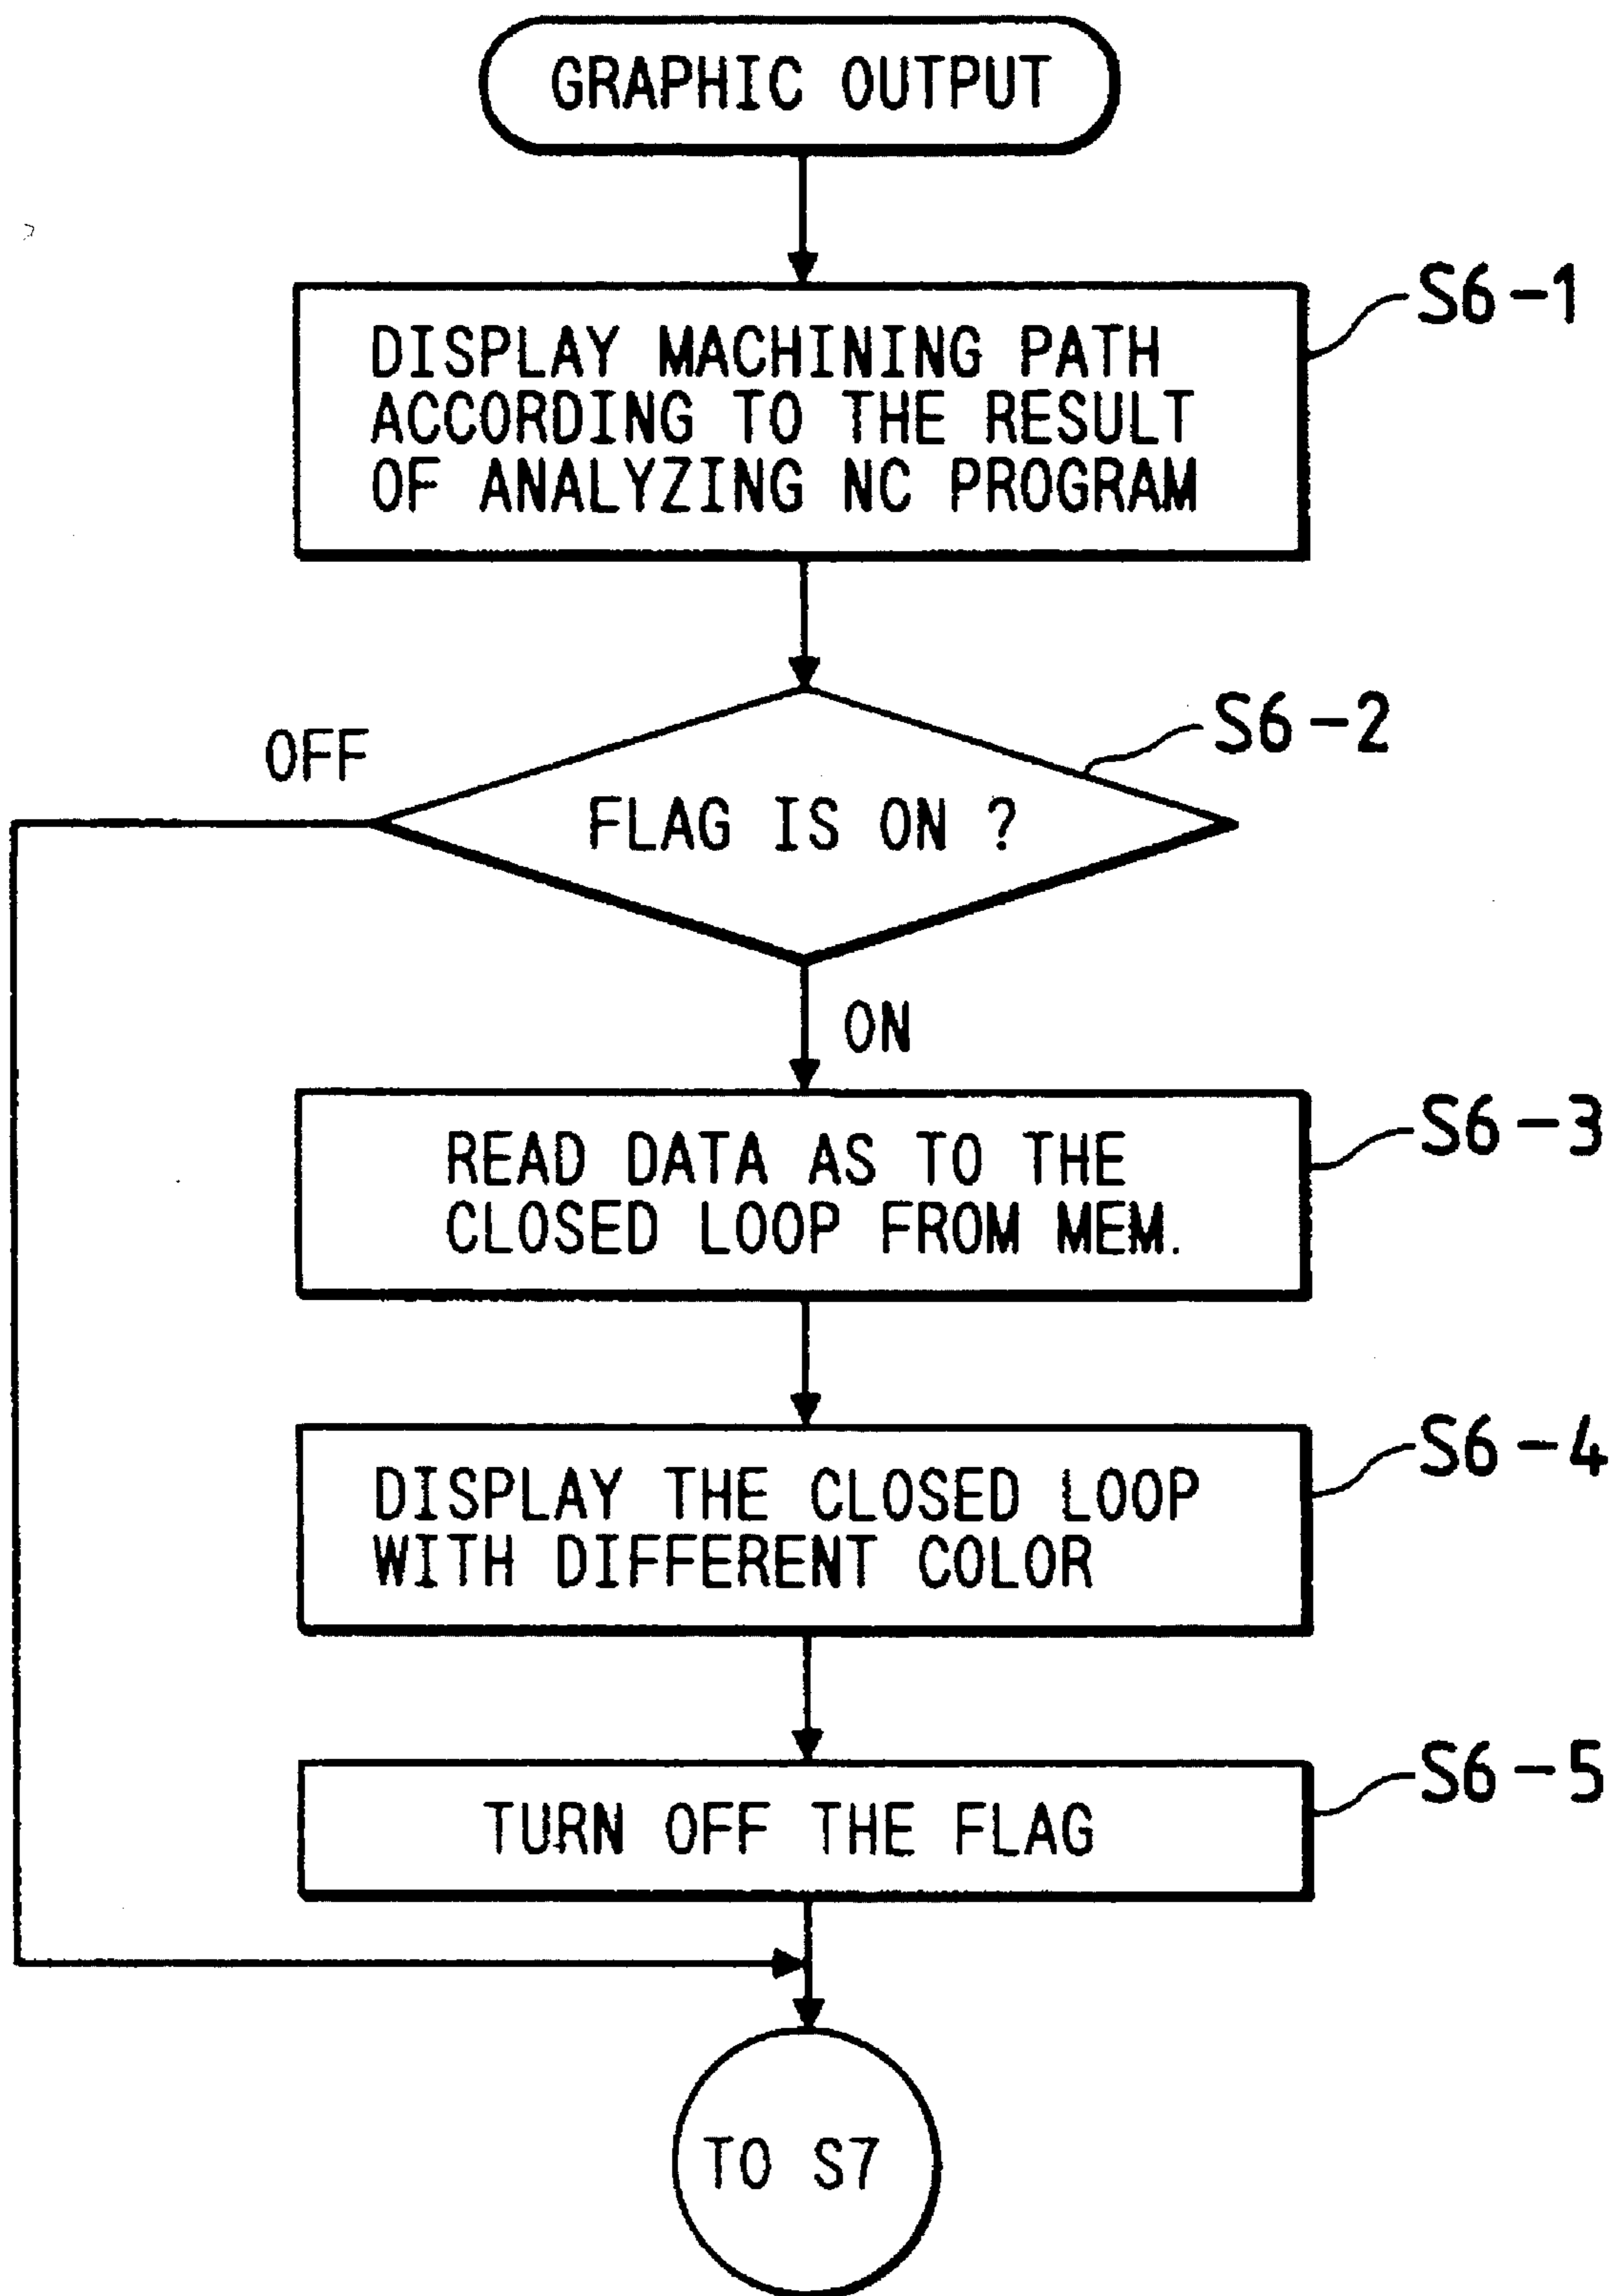 GRAPHIC OUTPUT
S6-1
DISPLAY MACHINING PATH
ACCORDING TO THE RESULT
OF ANALYZING NC PROGRAM
S6-2
OFF
FLAG IS ON ?
ON
S6-3
READ DATA AS TO THE
CLOSED LOOP FROM MEM.
S6-4
DISPLAY THE CLOSED LOOP
WITH DIFFERENT COLOR
S6-5
TURN OFF THE FLAG
TO S7